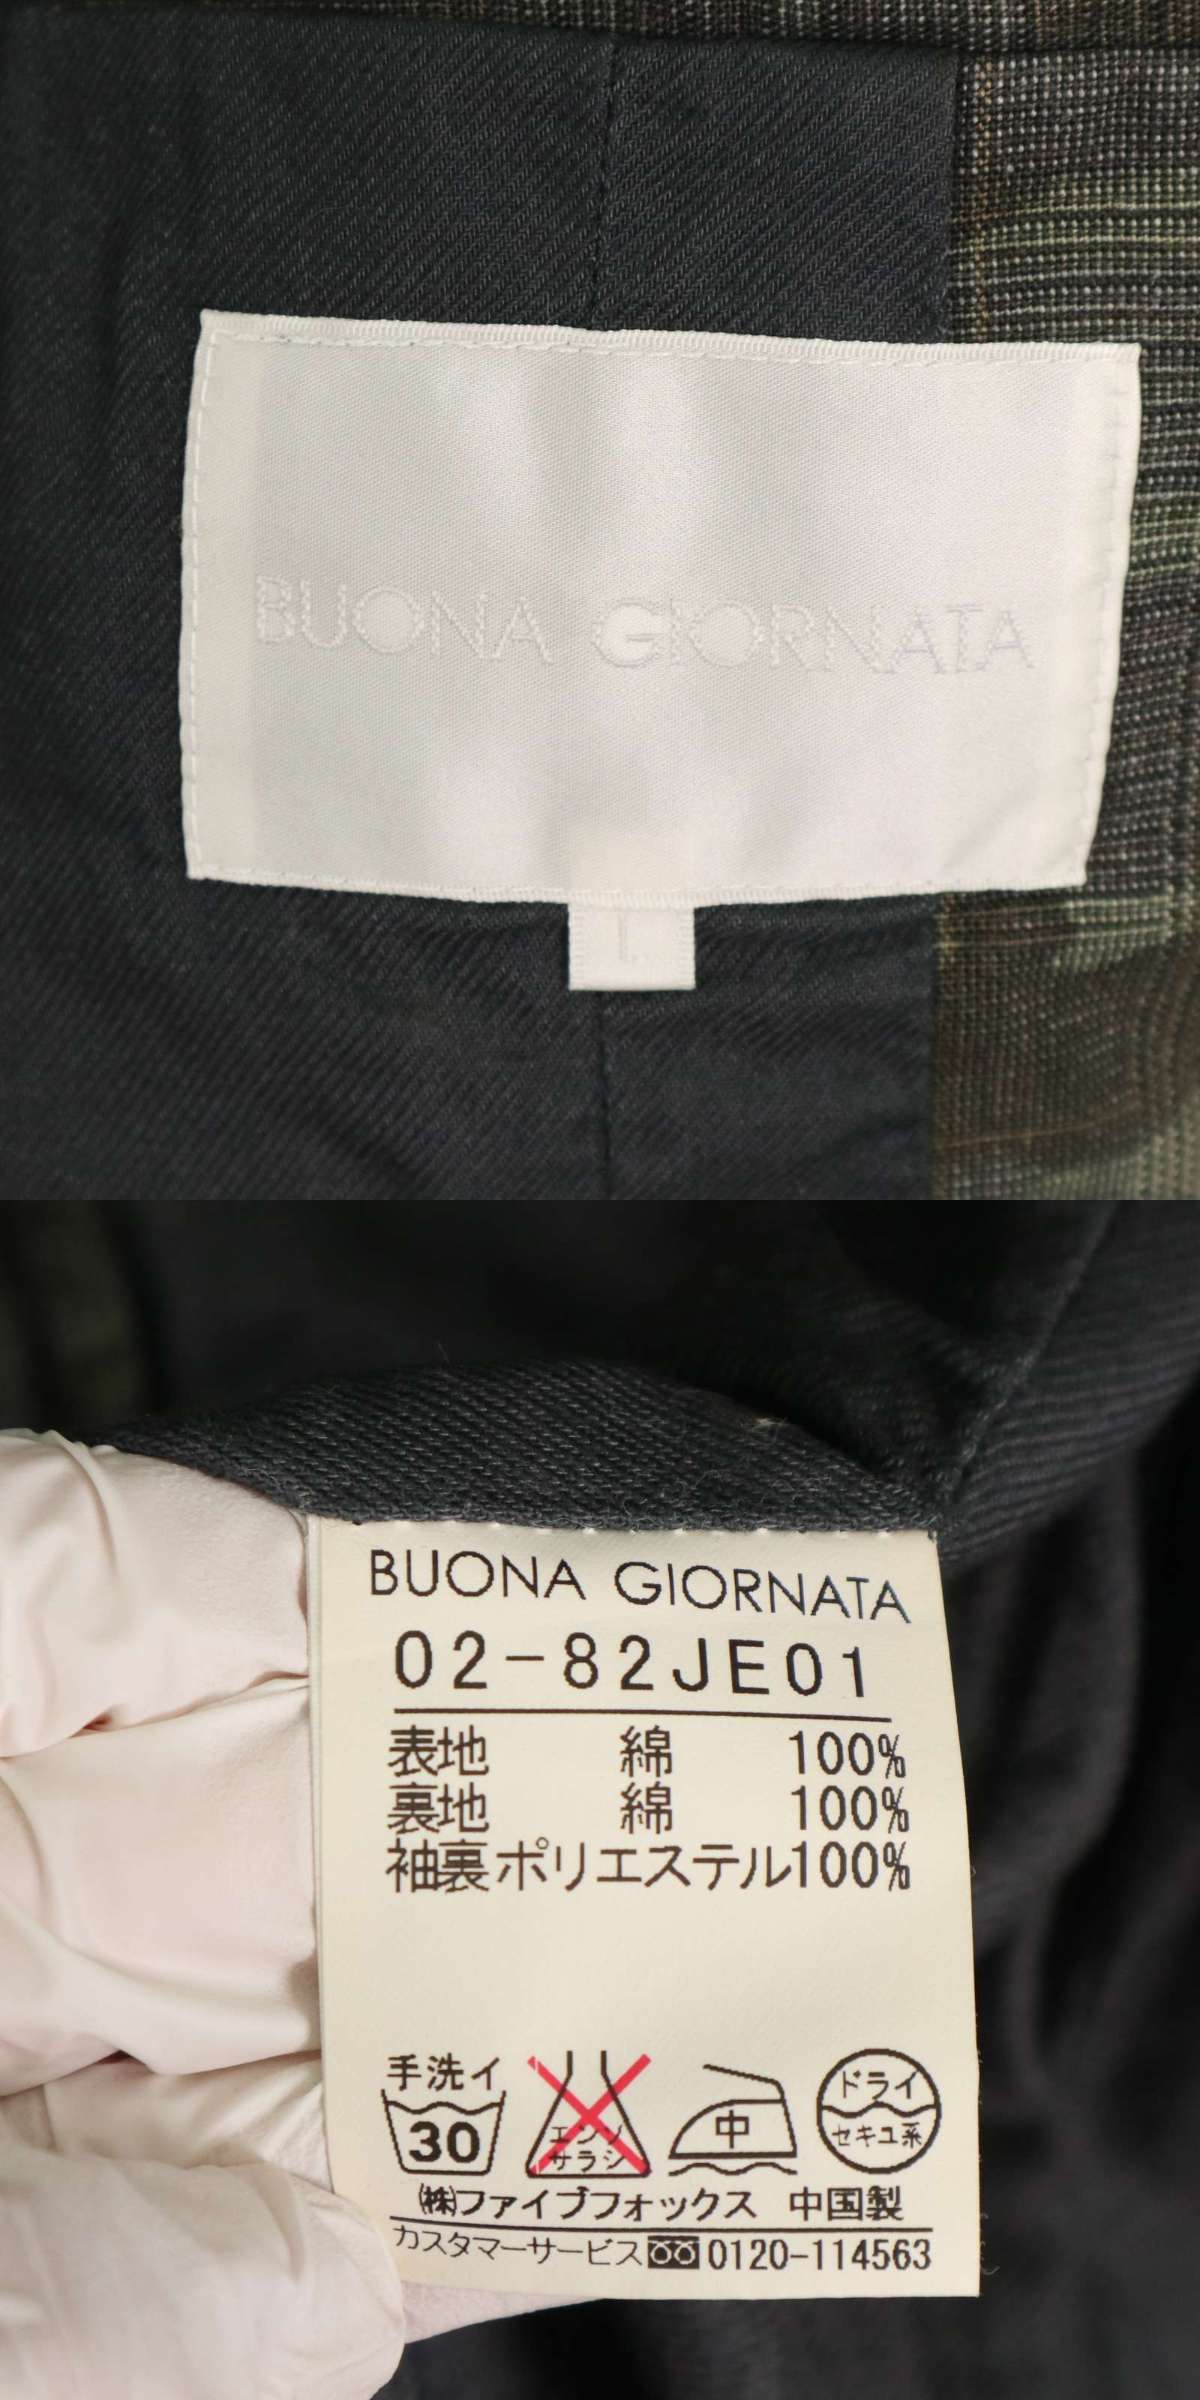 BUONA GIORNATA
L
BUONA GIORNATA
02-82JE01
表地 綿 100%
裏地 綿 100%
袖裏 ポリエステル 100%
手洗イ
30
エンソ
サラシ
中
ドライ
セキユ系
㈱ファイブフォックス 中国製
カスタマーサービス 0120-114563